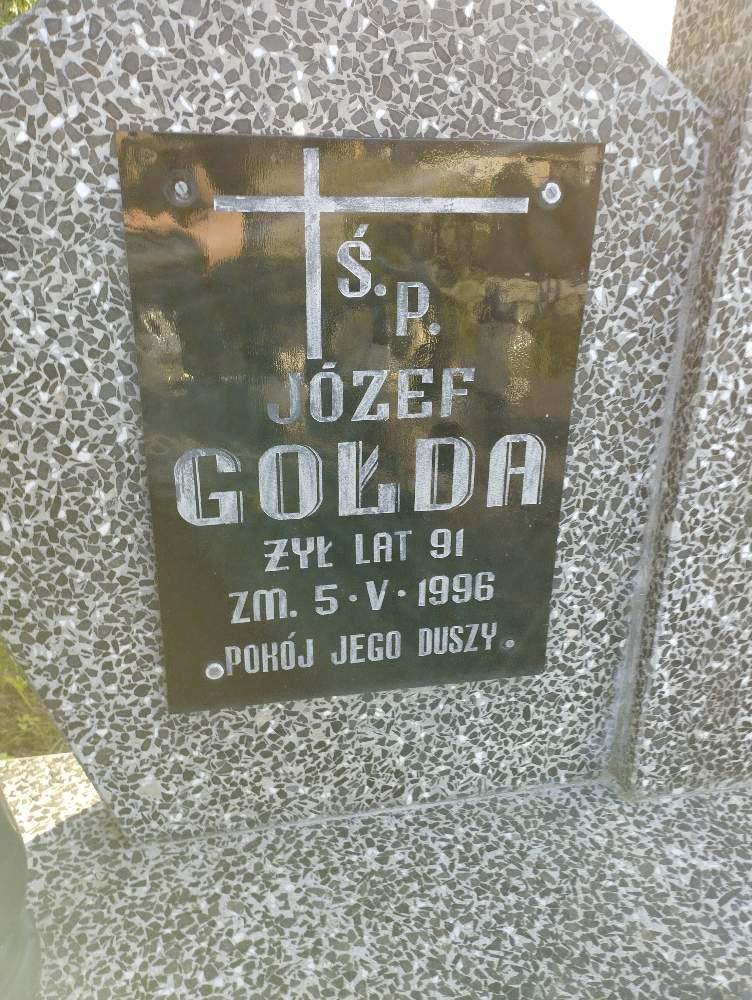 Ś.P.
JÓZEF
GOŁDA
ŻYŁ LAT 91
ZM. 5·V·1996
POKÓJ JEGO DUSZY